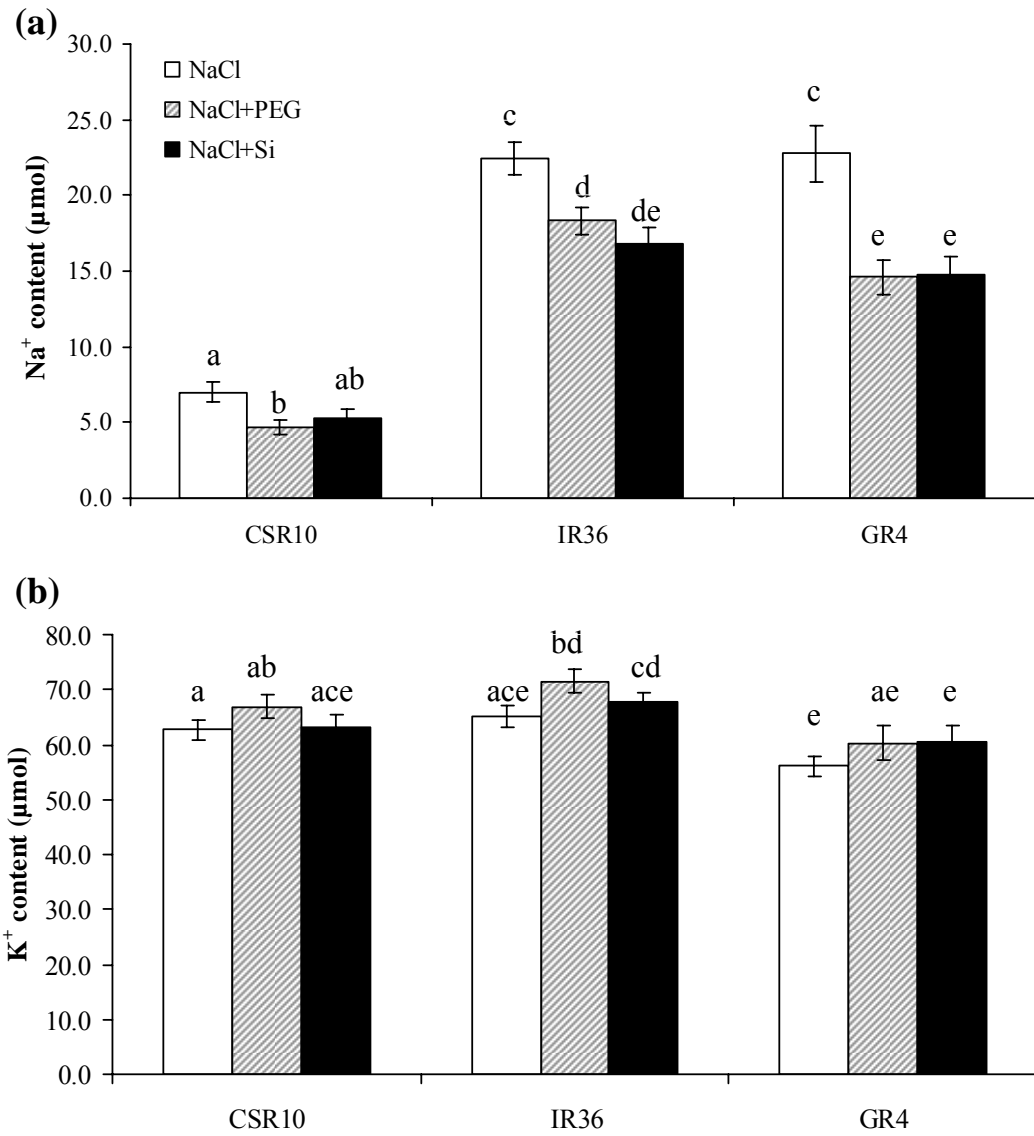 (a)
30.0
25.0
20.0
15.0
10.0
5.0
0.0
Na⁺ content (µmol)
NaCl
NaCl+PEG
NaCl+Si
a
b
ab
c
d
de
c
e
e
CSR10 IR36 GR4
(b)
80.0
70.0
60.0
50.0
40.0
30.0
20.0
10.0
0.0
K⁺ content (µmol)
a
ab
ace
ace
bd
cd
e
ae
e
CSR10 IR36 GR4